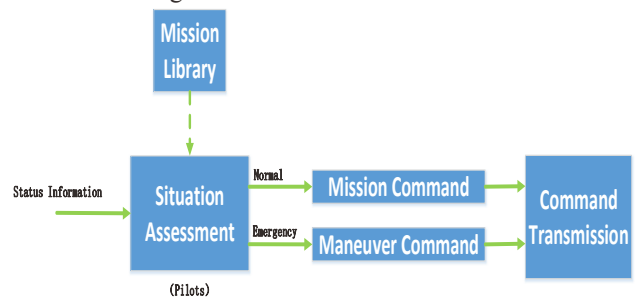 Mission
Library
Status Information
Situation
Assessment
(Pilots)
Normal
Mission Command
Emergency
Maneuver Command
Command
Transmission